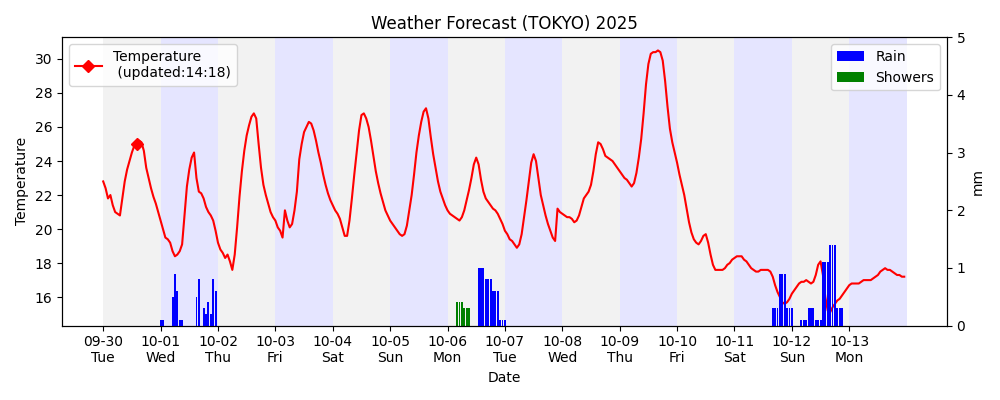 Weather Forecast (TOKYO) 2025
Temperature
(updated:14:18)
Rain
Showers
Temperature
30
28
26
24
22
20
18
16
5
4
3
2
1
0
mm
09-30 10-01 10-02 10-03 10-04 10-05 10-06 10-07 10-08 10-09 10-10 10-11 10-12 10-13
Tue Wed Thu Fri Sat Sun Mon Tue Wed Thu Fri Sat Sun Mon
Date